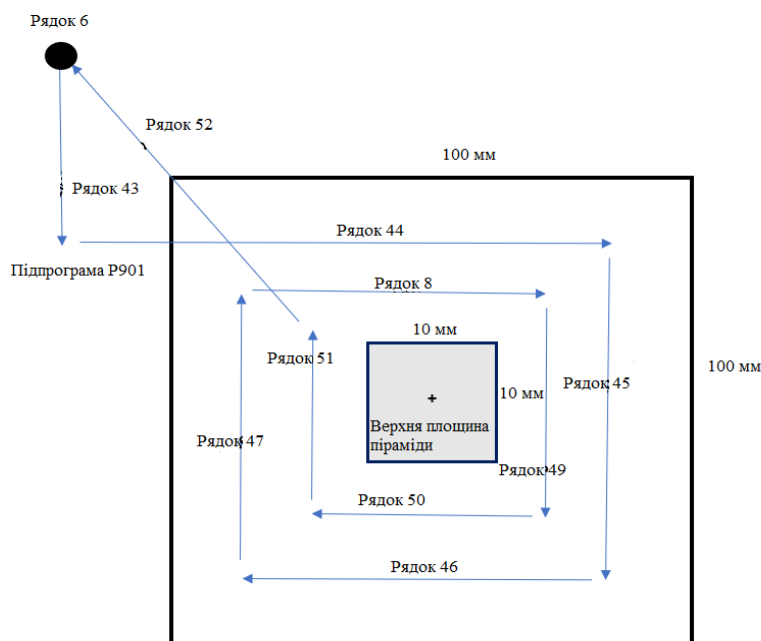 Рядок 6
Рядок 52
100 мм
Рядок 43
Рядок 44
Підпрограма P901
Рядок 8
10 мм
Рядок 51
100 мм
10 мм
Рядок 45
Верхня площина
піраміди
Рядок 47
Рядок 49
Рядок 50
Рядок 46